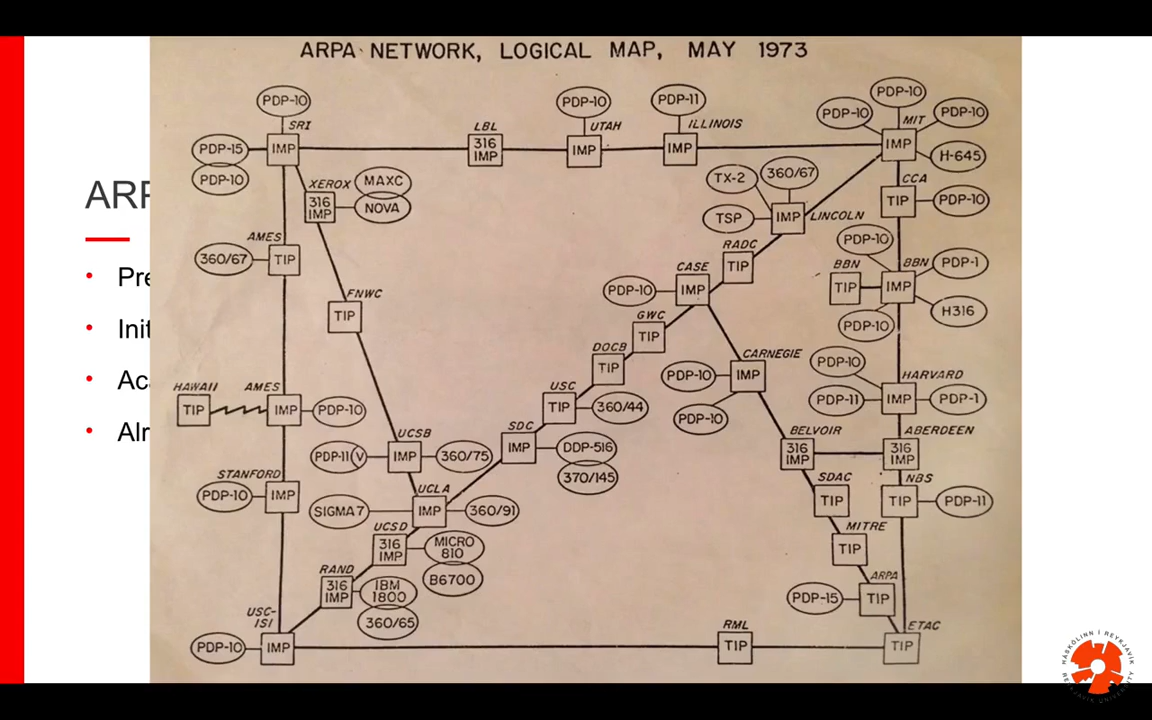 ARPA NETWORK, LOGICAL MAP, MAY 1973
PDP-10
SRI
IMP
PDP-15
PDP-10
LBL
316
IMP
PDP-10
UTAH
IMP
PDP-11
ILLINOIS
IMP
PDP-10
PDP-10
PDP-10
MIT
IMP
H-645
XEROX
316
IMP
MAXC
NOVA
TX-2
360/67
TSP
IMP
LINCOLN
CCA
TIP
PDP-10
AMES
360/67
TIP
RADC
TIP
CASE
PDP-10
IMP
PDP-10
BBN
TIP
BBN
IMP
PDP-1
H316
PDP-10
FNWC
TIP
GWC
TIP
DOCB
TIP
CARNEGIE
PDP-10
IMP
PDP-10
PDP-10
HARVARD
PDP-11
IMP
PDP-1
HAWAII
TIP
AMES
IMP
PDP-10
USC
TIP
360/44
SDC
IMP
DDP-516
370/145
UCSB
PDP-11
V
IMP
360/75
BELVOIR
316
IMP
ABERDEEN
316
IMP
STANFORD
PDP-10
IMP
UCLA
SIGMA7
IMP
360/91
SDAC
TIP
NBS
TIP
PDP-11
UCSD
316
IMP
MICRO
810
B6700
MITRE
TIP
RAND
316
IMP
IBM
1800
360/65
ARPA
PDP-15
TIP
USC-
ISI
PDP-10
IMP
RML
TIP
ETAC
TIP
ARP
• Pre
• Init
• Aca
• Alr
HÁSKÓLINN Í REYKJAVÍK
REYKJAVIK UNIVERSITY